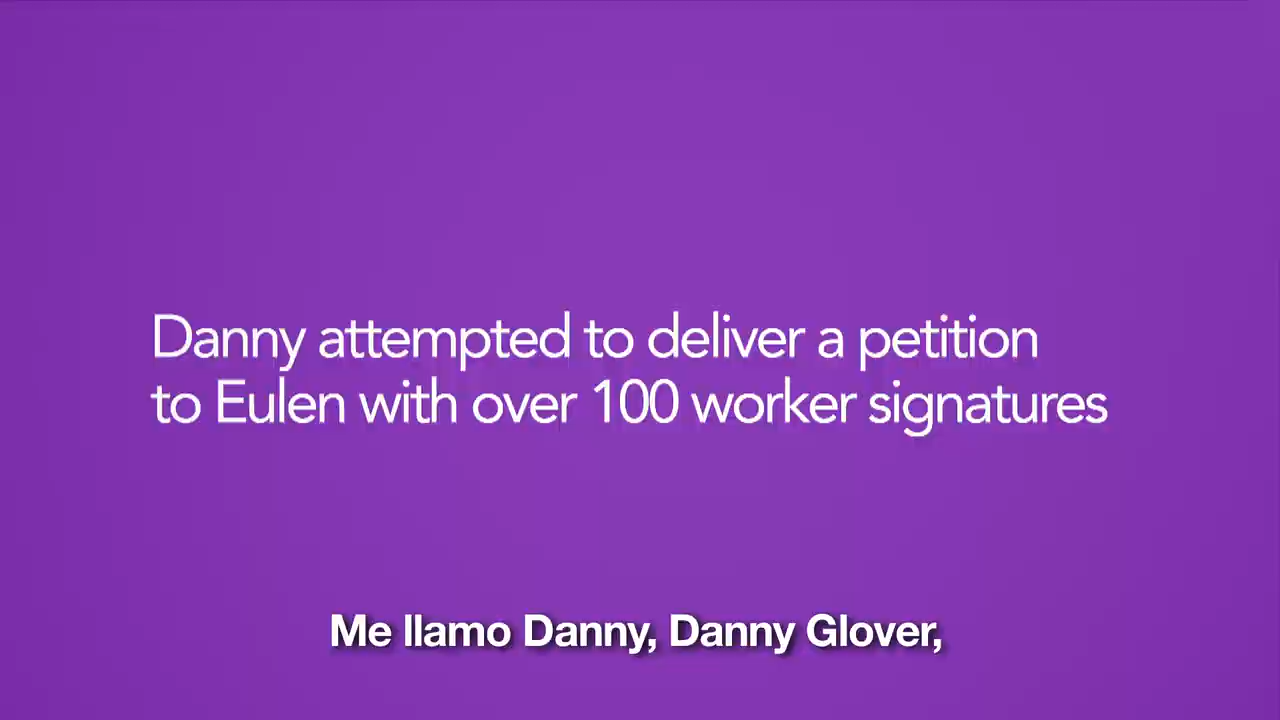 Danny attempted to deliver a petition
to Eulen with over 100 worker signatures
Me llamo Danny, Danny Glover,